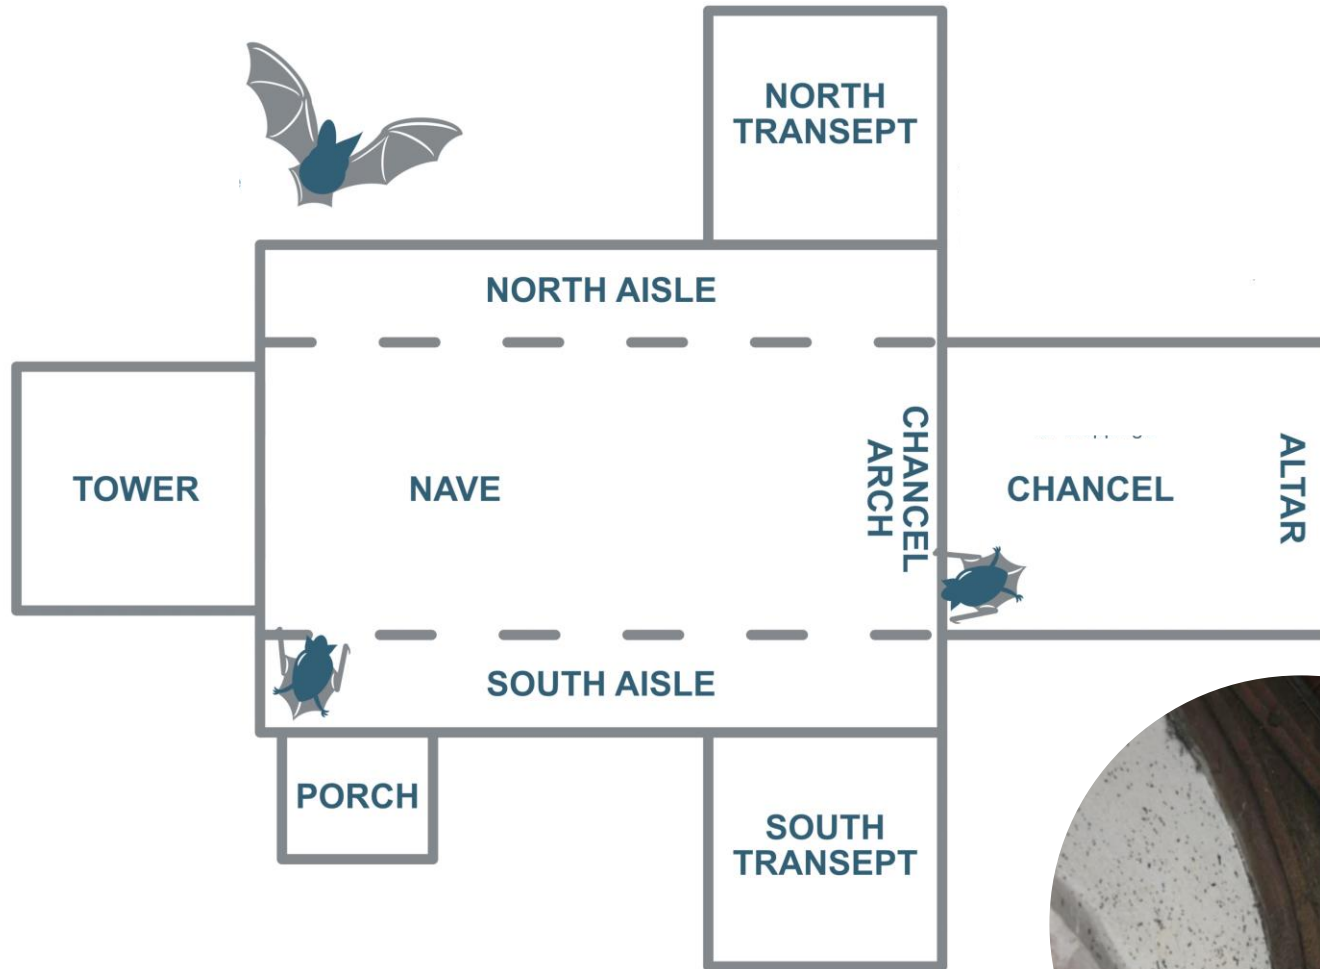 NORTH
TRANSEPT
NORTH AISLE
TOWER
NAVE
CHANCEL
ARCH
CHANCEL
ALTAR
SOUTH AISLE
PORCH
SOUTH
TRANSEPT